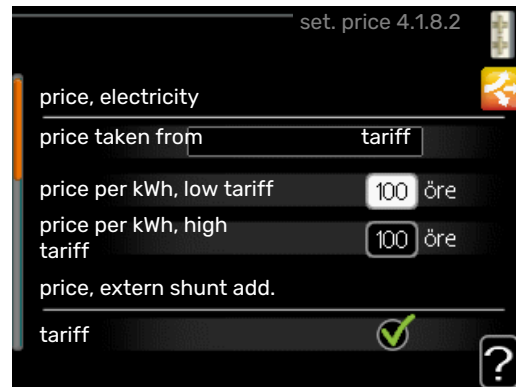 set. price 4.1.8.2
price, electricity
price taken from tariff
price per kWh, low tariff 100 öre
price per kWh, high
tariff 100 öre
price, extern shunt add.
tariff
?